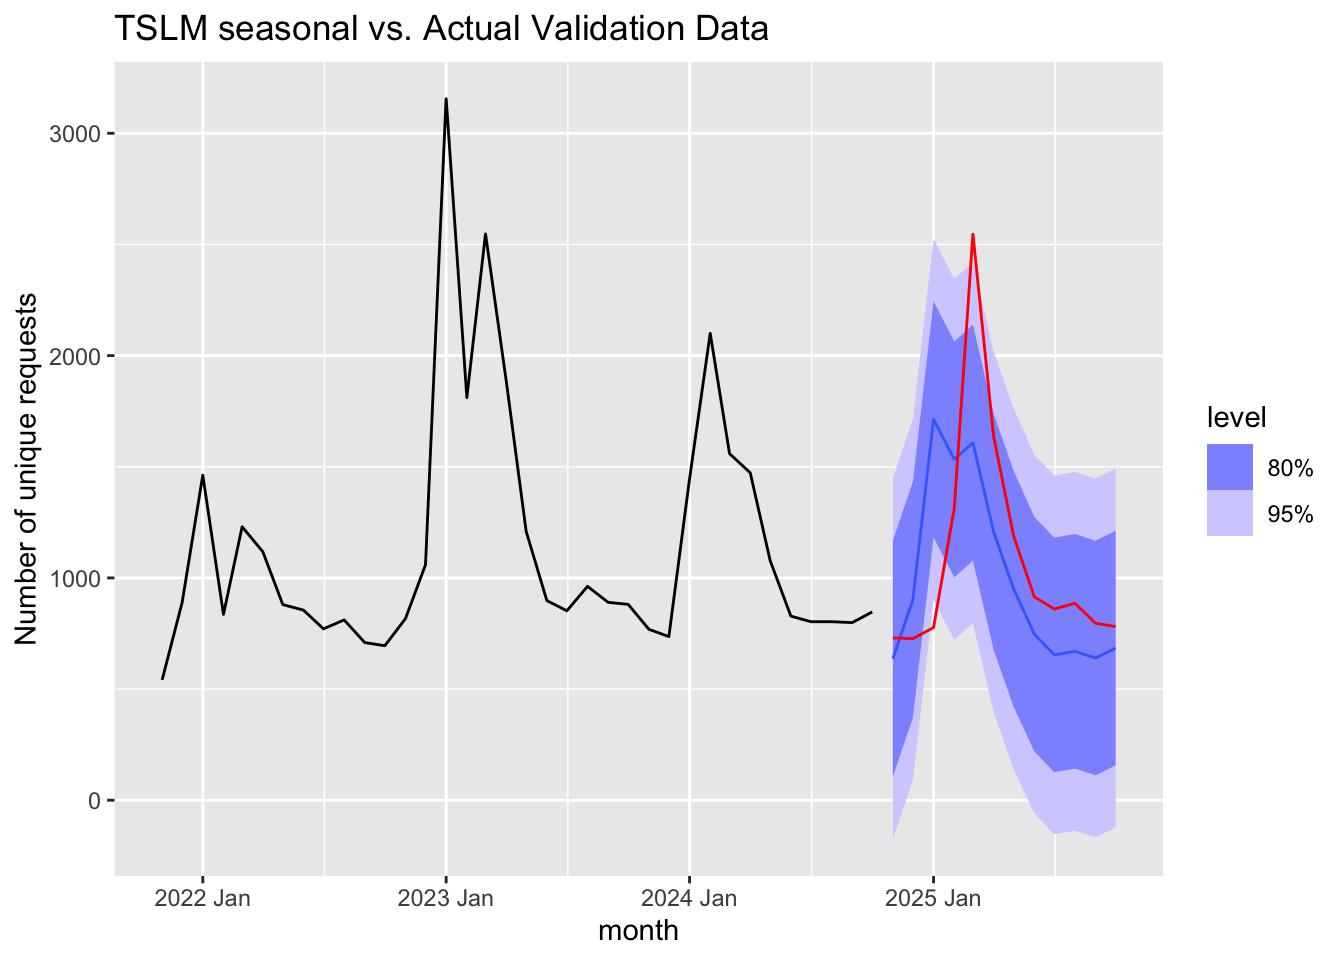 TSLM seasonal vs. Actual Validation Data
Number of unique requests
3000
2000
1000
0
2022 Jan
2023 Jan
2024 Jan
2025 Jan
month
level
80%
95%